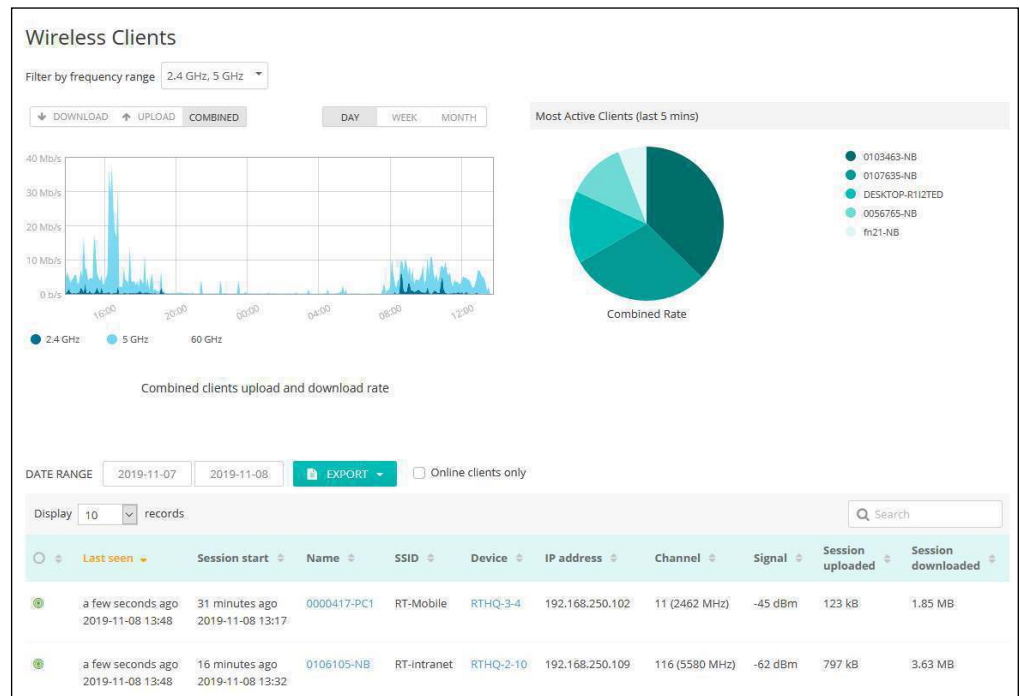 Wireless Clients
Filter by frequency range 2.4 GHz, 5 GHz
DOWNLOAD UPLOAD COMBINED DAY WEEK MONTH
Most Active Clients (last 5 mins)
40 Mb/s
30 Mb/s
20 Mb/s
10 Mb/s
0 b/s
16:00 20:00 00:00 04:00 08:00 12:00
2.4 GHz 5 GHz 60 GHz
Combined clients upload and download rate
0103463-NB
0107635-NB
DESKTOP-R1I2TED
0056765-NB
fn21-NB
Combined Rate
DATE RANGE 2019-11-07 2019-11-08 EXPORT Online clients only
Display 10 records Search
Last seen Session start Name SSID Device IP address Channel Signal Session uploaded Session downloaded
a few seconds ago 31 minutes ago 0000417-PC1 RT-Mobile RTHQ-3-4 192.168.250.102 11 (2462 MHz) -45 dBm 123 kB 1.85 MB
2019-11-08 13:48 2019-11-08 13:17
a few seconds ago 16 minutes ago 0106105-NB RT-intranet RTHQ-2-10 192.168.250.109 116 (5580 MHz) -62 dBm 797 kB 3.63 MB
2019-11-08 13:48 2019-11-08 13:32